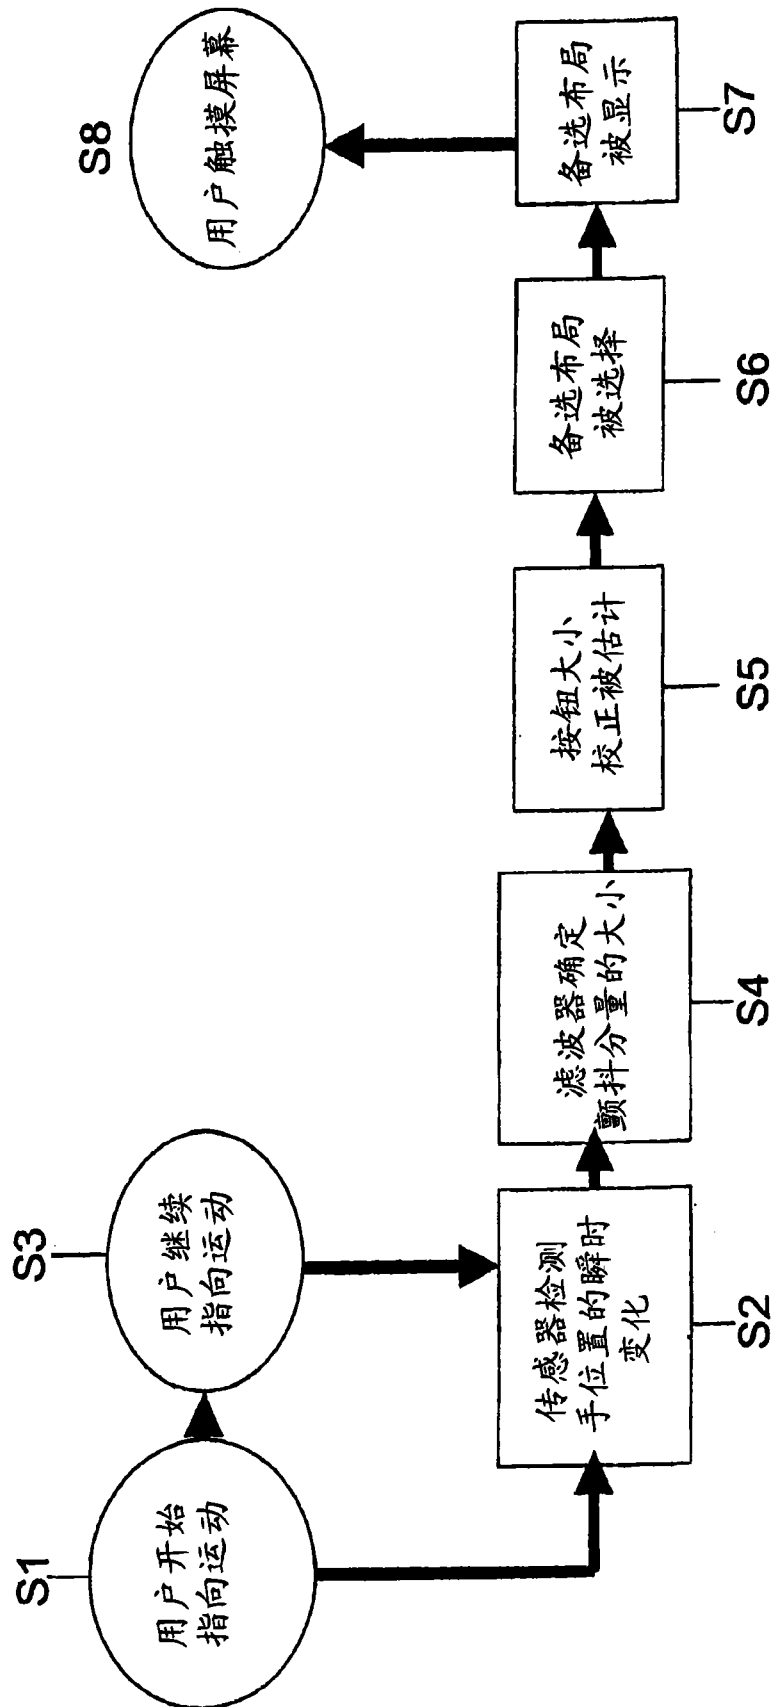 S1
用户开始
指向运动
S3
用户继续
指向运动
S8
用户触摸屏幕
传感器检测
手位置的瞬时
变化
S2
滤波器确定
颤抖分量的大小
S4
按钮大小
校正被估计
S5
备选布局
被选择
S6
备选布局
被显示
S7